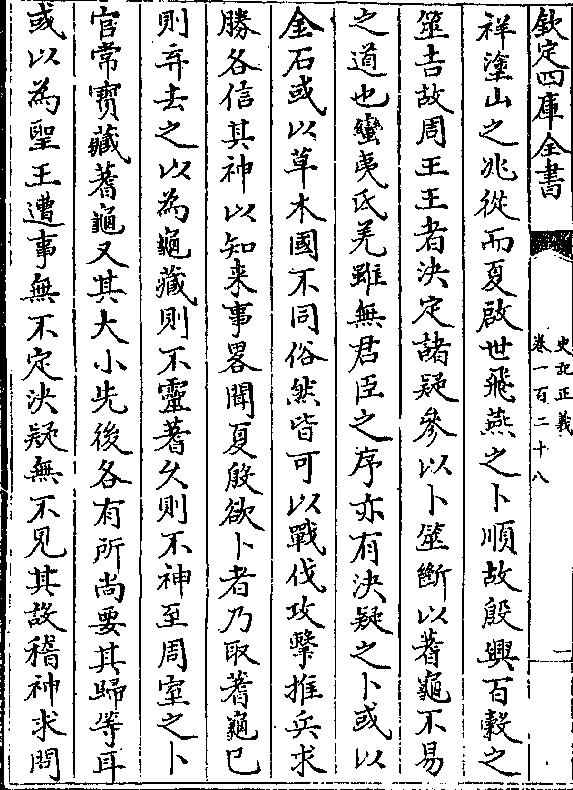 欽定四庫全書
史記正義
卷一百二十八
二
祥塗山之兆從而夏啟世飛燕之卜順故殷興百穀之
筮吉故周王王者決定諸疑參以卜筮斷以蓍龜不易
之道也蠻夷氐羌雖無君臣之序亦有決疑之卜或以
金石或以草木國不同俗然皆可以戰伐攻擊推兵求
勝各信其神以知来事畧聞夏殷欲卜者乃取蓍龜已
則弃去之以為龜藏則不靈蓍久則不神至周室之卜
官常寳藏蓍龜又其大小先後各有所尚要其歸等耳
或以為聖王遭事無不定決疑無不見其設稽神求問